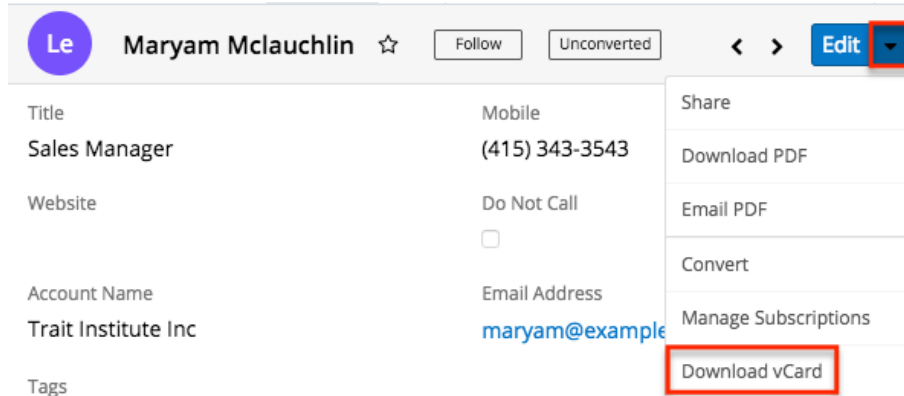 Le Maryam Mclauchlin Follow Unconverted Edit
Title Mobile
Sales Manager (415) 343-3543
Website Do Not Call
Account Name Email Address
Trait Institute Inc maryam@example
Tags
Share
Download PDF
Email PDF
Convert
Manage Subscriptions
Download vCard